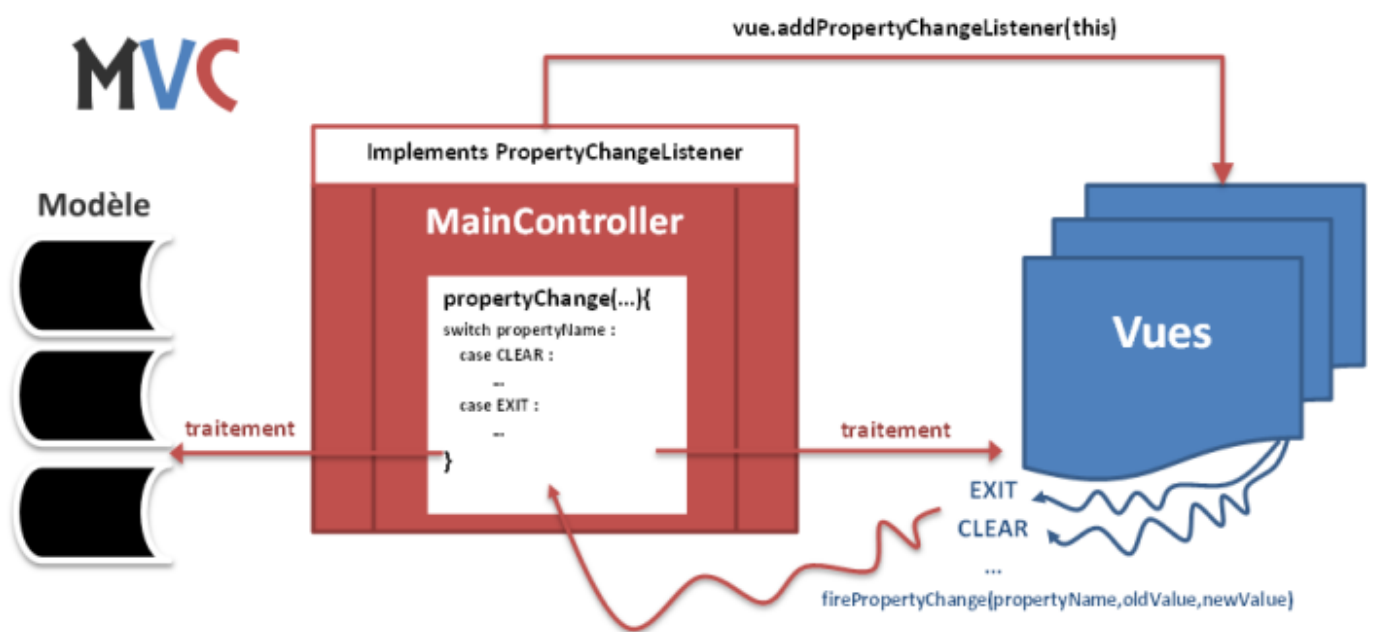 MVC
vue.addPropertyChangeListener(this)
Implements PropertyChangeListener
Modèle
MainController
propertyChange(...){
switch propertyName :
case CLEAR :
...
case EXIT :
...
}
traitement
traitement
Vues
EXIT
CLEAR
...
firePropertyChange(propertyName,oldValue,newValue)